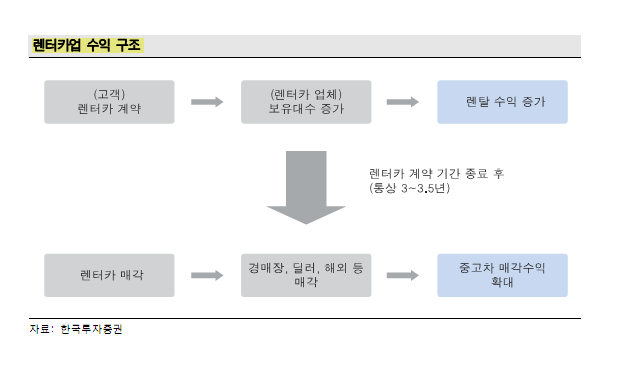 렌터카업 수익 구조
(고객)
렌터카 계약
(렌터카 업체)
보유대수 증가
렌탈 수익 증가
렌터카 계약 기간 종료 후
(통상 3~3.5년)
렌터카 매각
경매장, 딜러, 해외 등
매각
중고차 매각수익
확대
자료: 한국투자증권